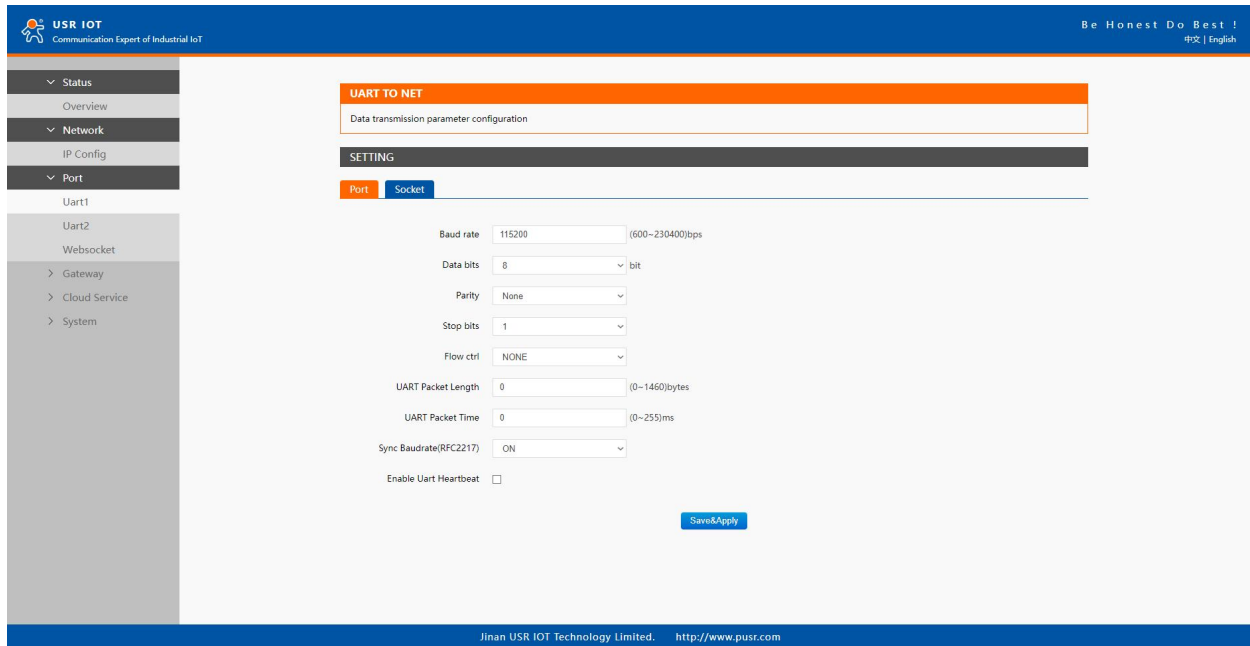 USR IOT
Communication Expert of Industrial IoT
Be Honest Do Best !
中文 | English
Status
Overview
Network
IP Config
Port
Uart1
Uart2
Websocket
Gateway
Cloud Service
System
UART TO NET
Data transmission parameter configuration
SETTING
Port Socket
Baud rate 115200 (600~230400)bps
Data bits 8 bit
Parity None
Stop bits 1
Flow ctrl NONE
UART Packet Length 0 (0~1460)bytes
UART Packet Time 0 (0~255)ms
Sync Baudrate(RFC2217) ON
Enable Uart Heartbeat
Save&Apply
Jinan USR IOT Technology Limited. http://www.pusr.com